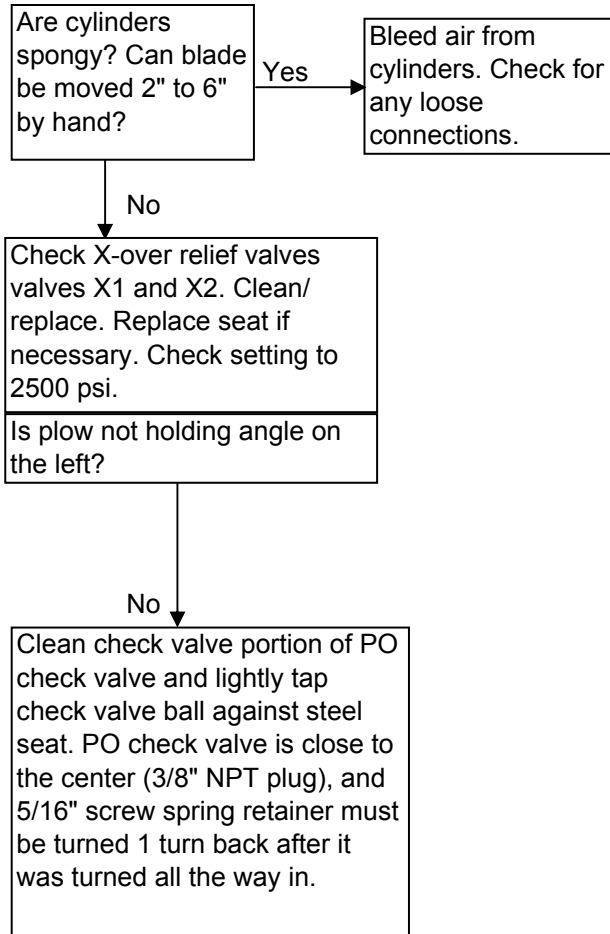 Are cylinders
spongy? Can blade
be moved 2" to 6"
by hand?
Yes
Bleed air from
cylinders. Check for
any loose
connections.
No
Check X-over relief valves
valves X1 and X2. Clean/
replace. Replace seat if
necessary. Check setting to
2500 psi.
Is plow not holding angle on
the left?
No
Clean check valve portion of PO
check valve and lightly tap
check valve ball against steel
seat. PO check valve is close to
the center (3/8" NPT plug), and
5/16" screw spring retainer must
be turned 1 turn back after it
was turned all the way in.